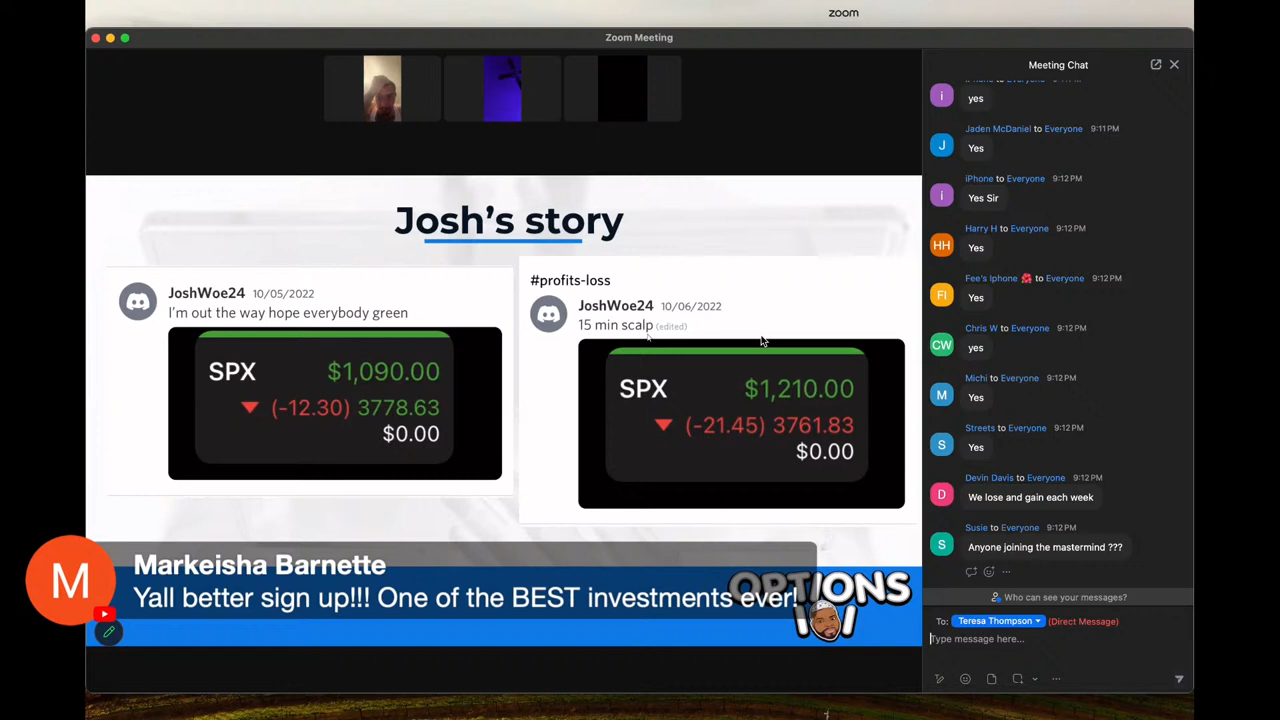 zoom
Zoom Meeting
Josh's story
JoshWoe24 10/05/2022
I'm out the way hope everybody green
SPX $1,090.00
(-12.30) 3778.63
$0.00
#profits-loss
JoshWoe24 10/06/2022
15 min scalp (edited)
SPX $1,210.00
(-21.45) 3761.83
$0.00
M
Markeisha Barnette
Yall better sign up!!! One of the BEST investments ever!
OPTIONS
Meeting Chat
to Everyone
i
yes
Jaden McDaniel to Everyone 9:11 PM
J
Yes
iPhone to Everyone 9:12 PM
i
Yes Sir
Harry H to Everyone 9:12 PM
HH
Yes
Fee's Iphone 🌺 to Everyone 9:12 PM
FI
Yes
Chris W to Everyone 9:12 PM
CW
yes
Michi to Everyone 9:12 PM
M
Yes
Streets to Everyone 9:12 PM
S
Yes
Devin Davis to Everyone 9:12 PM
D
We lose and gain each week
Susie to Everyone 9:12 PM
S
Anyone joining the mastermind ???
Who can see your messages?
To: Teresa Thompson (Direct Message)
Type message here...